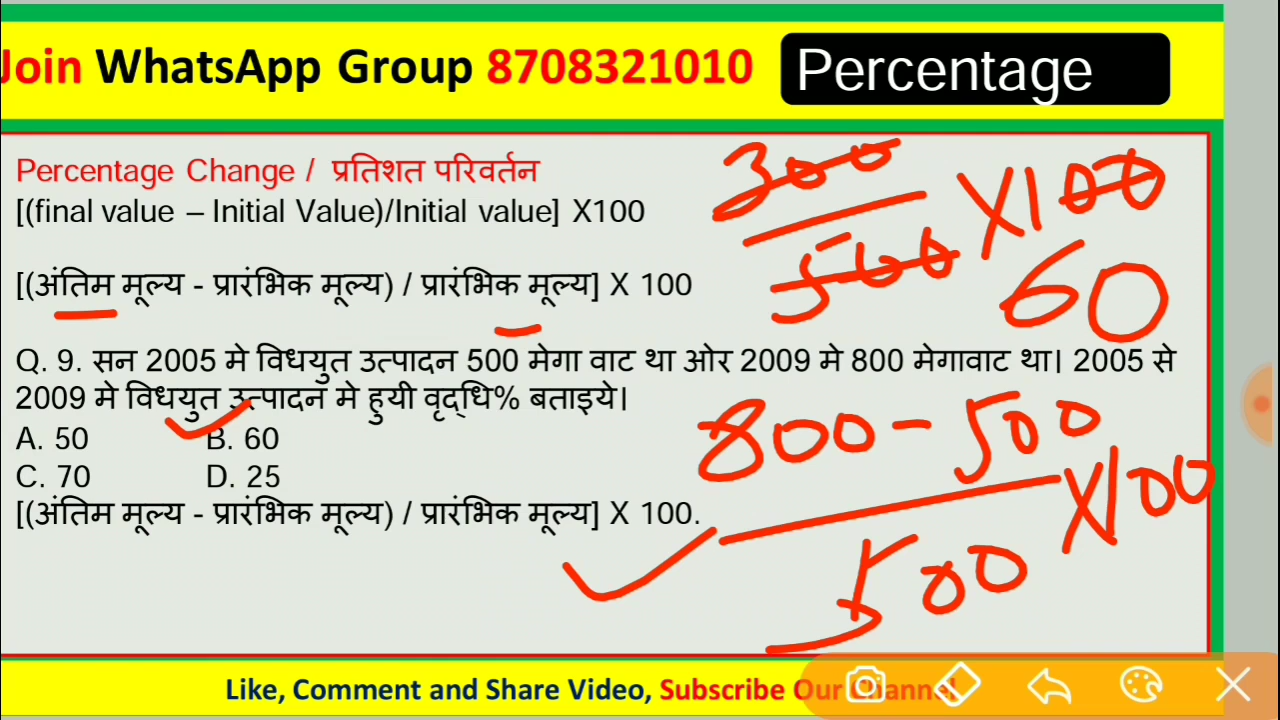 Join WhatsApp Group 8708321010
Percentage
Percentage Change / प्रतिशत परिवर्तन
[(final value – Initial Value)/Initial value] X100
[(अंतिम मूल्य - प्रारंभिक मूल्य) / प्रारंभिक मूल्य] X 100
300
500
X100
60
Q. 9. सन 2005 मे विधयुत उत्पादन 500 मेगा वाट था ओर 2009 मे 800 मेगावाट था। 2005 से
2009 मे विधयुत उत्पादन मे हुयी वृद्धि% बताइये।
A. 50 B. 60
C. 70 D. 25
[(अंतिम मूल्य - प्रारंभिक मूल्य) / प्रारंभिक मूल्य] X 100.
800-500
500
X100
Like, Comment and Share Video, Subscribe Our Channel